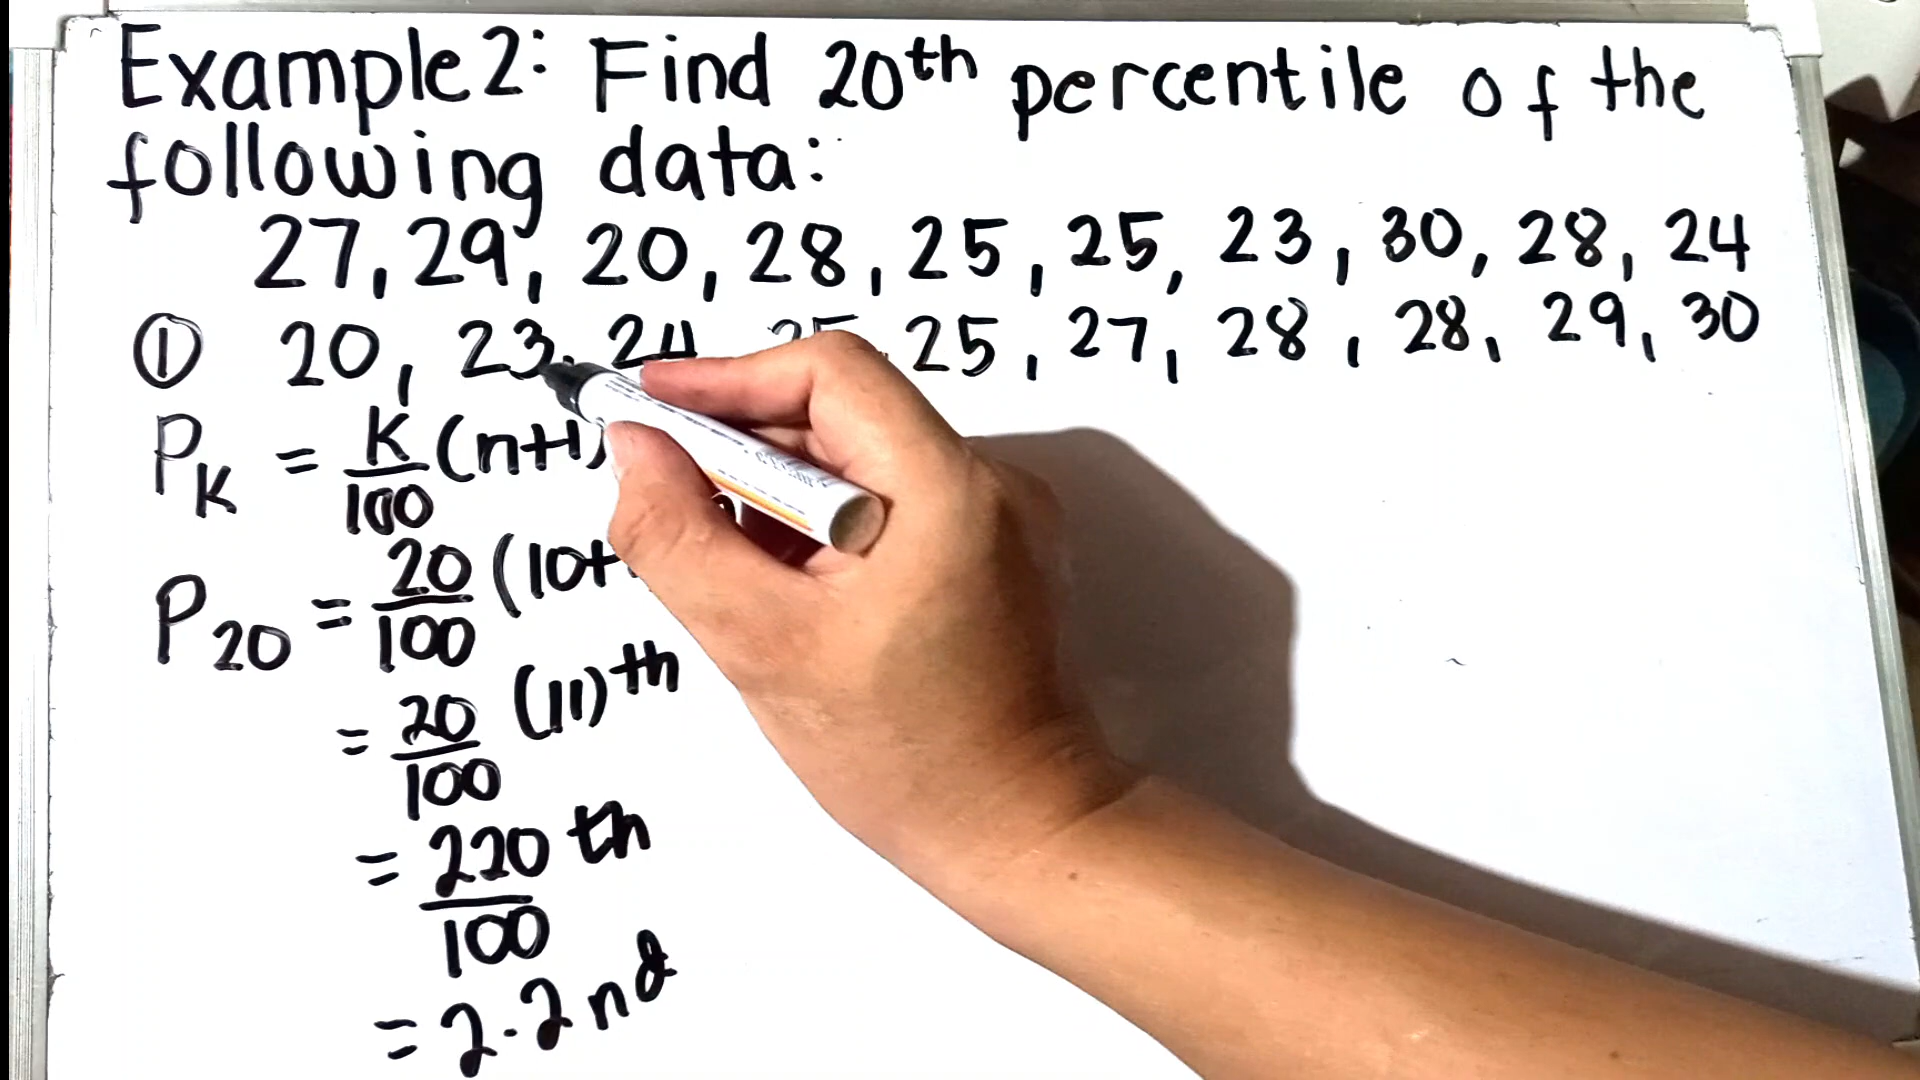 Example 2: Find 20th percentile of the
following data:
27, 29, 20, 28, 25, 25, 23, 30, 28, 24
① 20, 23, 24, 25, 25, 27, 28, 28, 29, 30
PK = K/100 (n+1)
P20 = 20/100 (10+
= 20/100 (11)th
= 220/100 th
= 2.2nd